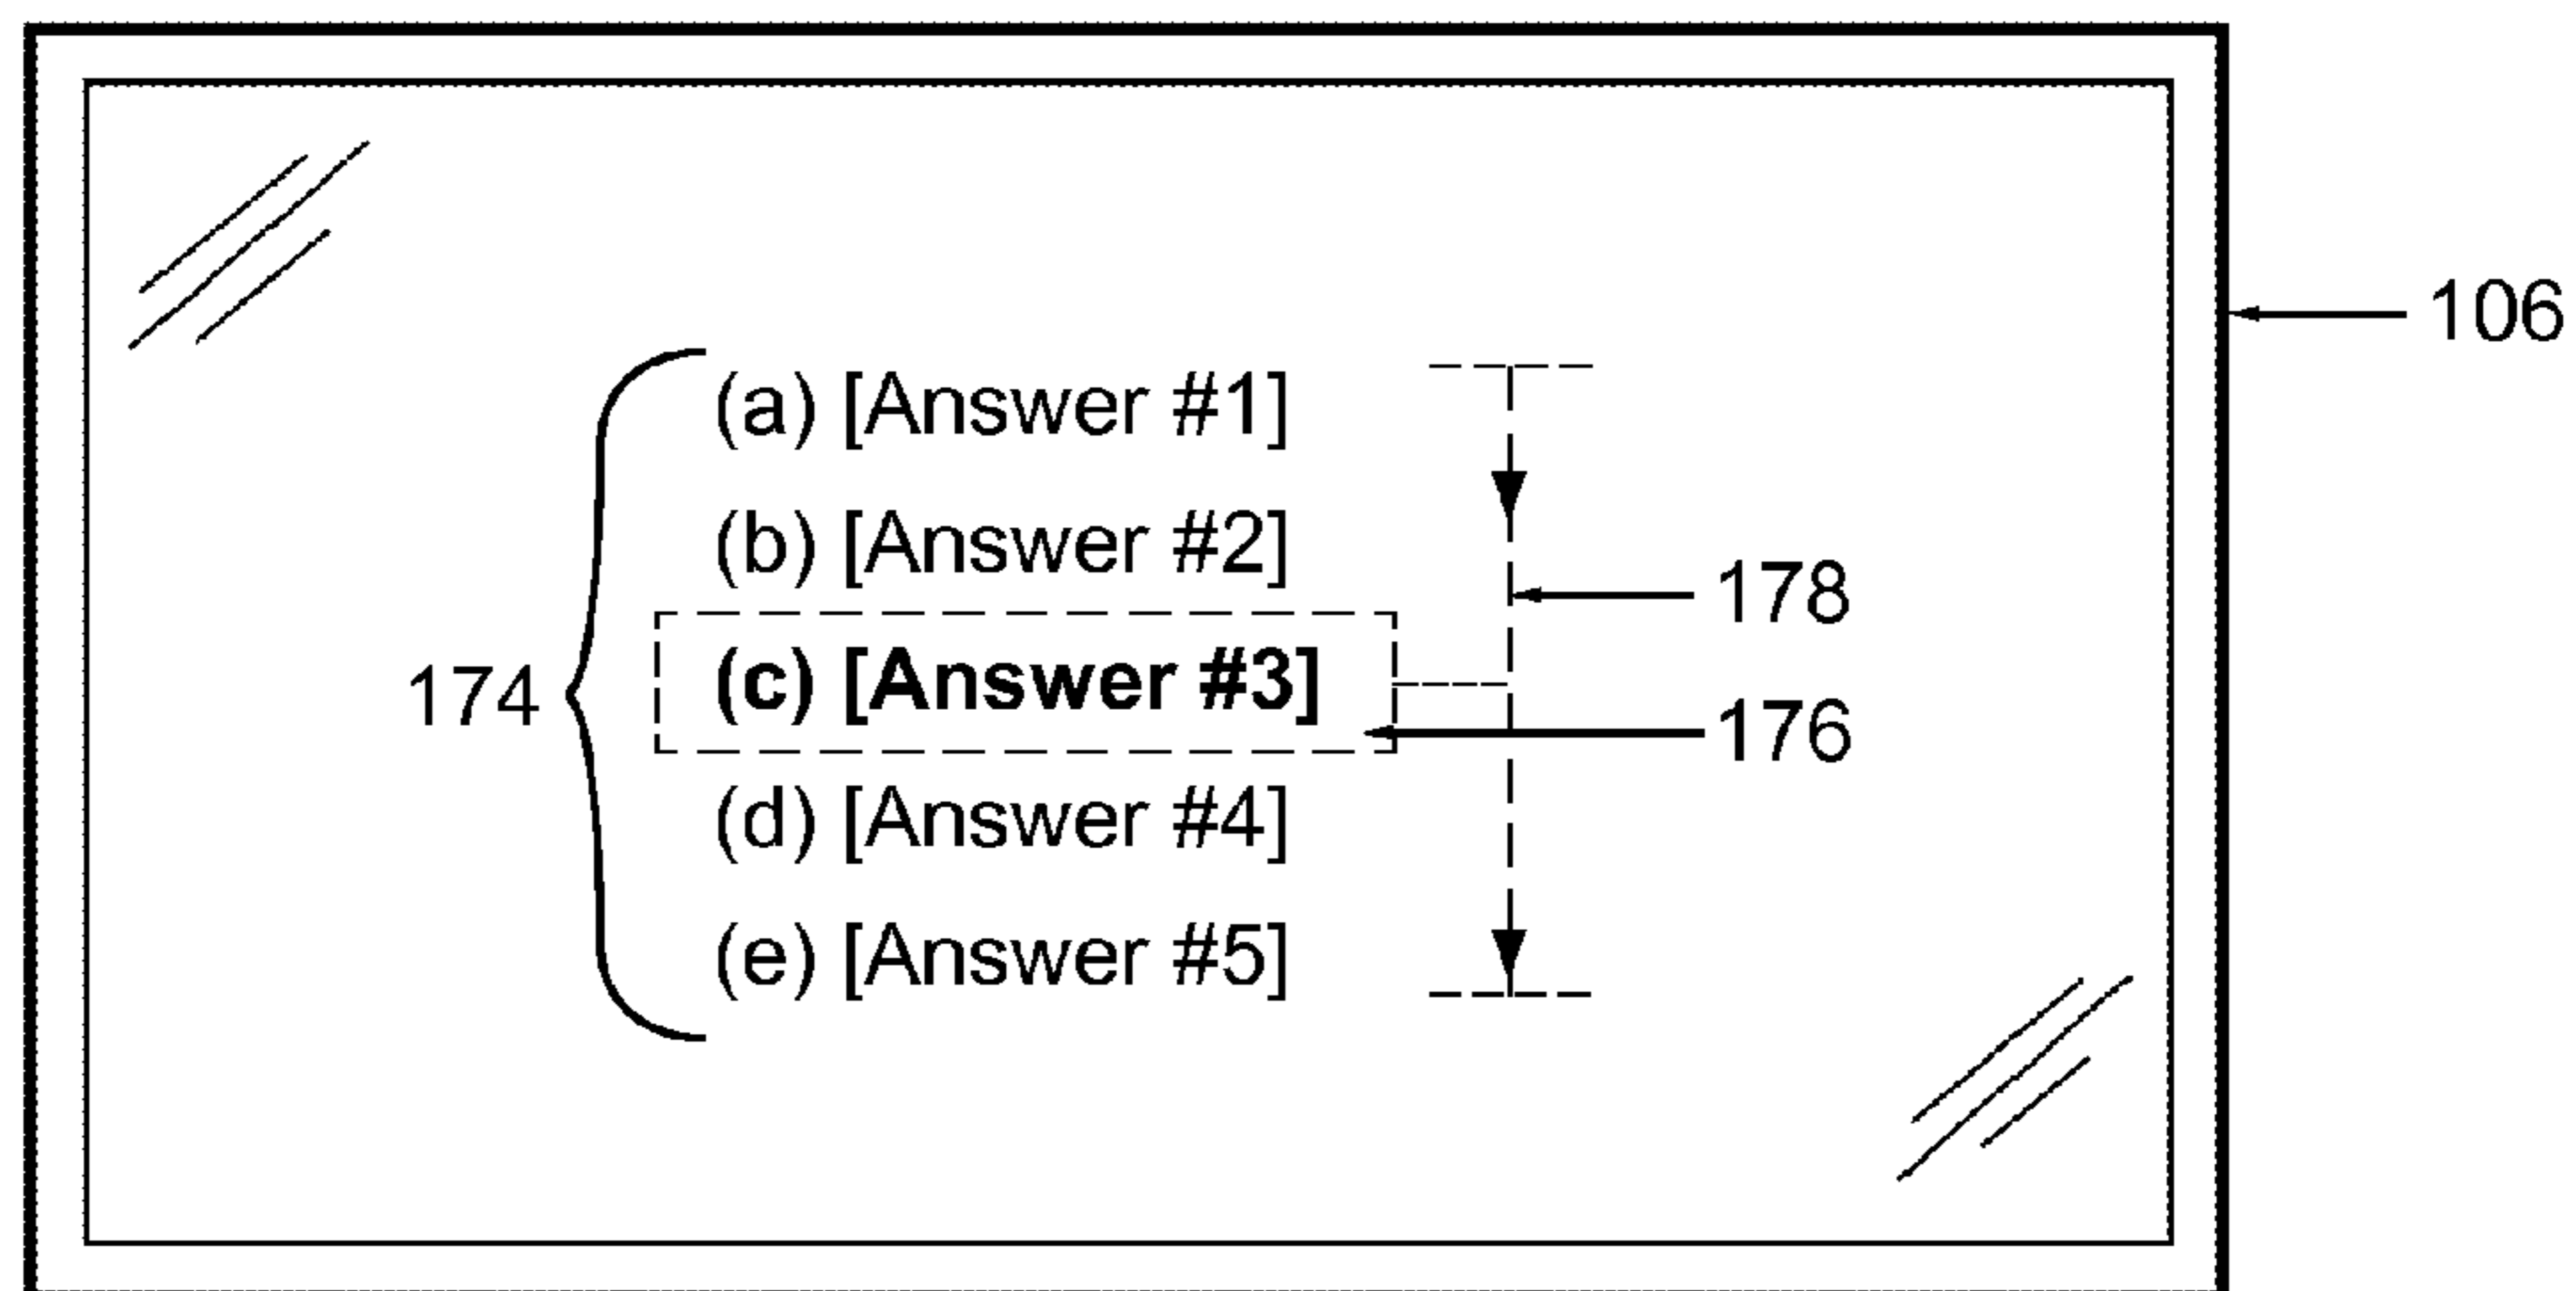 106
(a) [Answer #1]
(b) [Answer #2]
178
(c) [Answer #3]
174
176
(d) [Answer #4]
(e) [Answer #5]